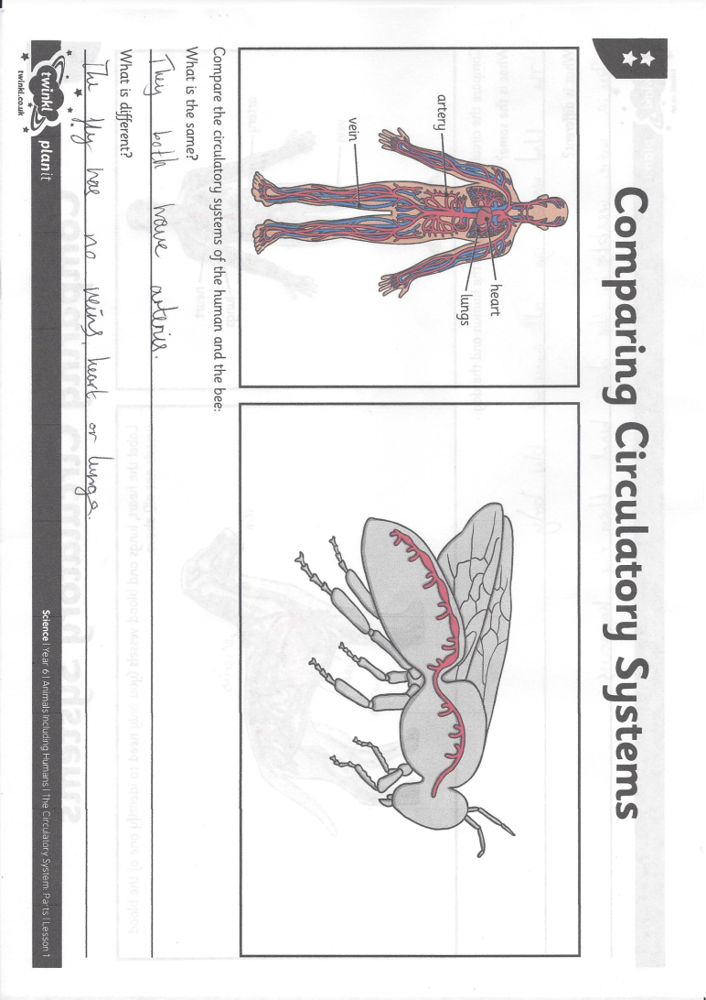 Comparing Circulatory Systems
artery
vein
heart
lungs
Compare the circulatory systems of the human and the bee:
What is the same?
They both have arteris.
What is different?
The fly has no veins, heart or lungs.
twinkl
planit
twinkl.co.uk
Science | Year 6 | Animals Including Humans | The Circulatory System: Parts | Lesson 1